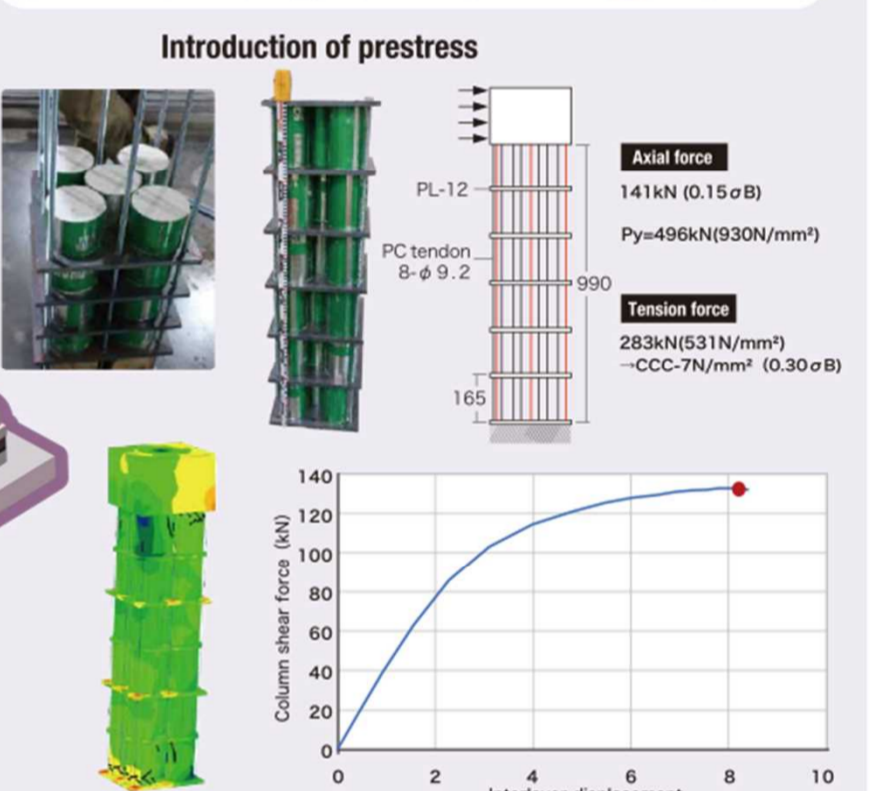 Introduction of prestress
PL-12
PC tendon
8-φ 9.2
165
990
Axial force
141kN (0.15σB)
Py=496kN(930N/mm²)
Tension force
283kN(531N/mm²)
→CCC-7N/mm² (0.30σB)
Column shear force (kN)
140
120
100
80
60
40
20
0
0 2 4 6 8 10